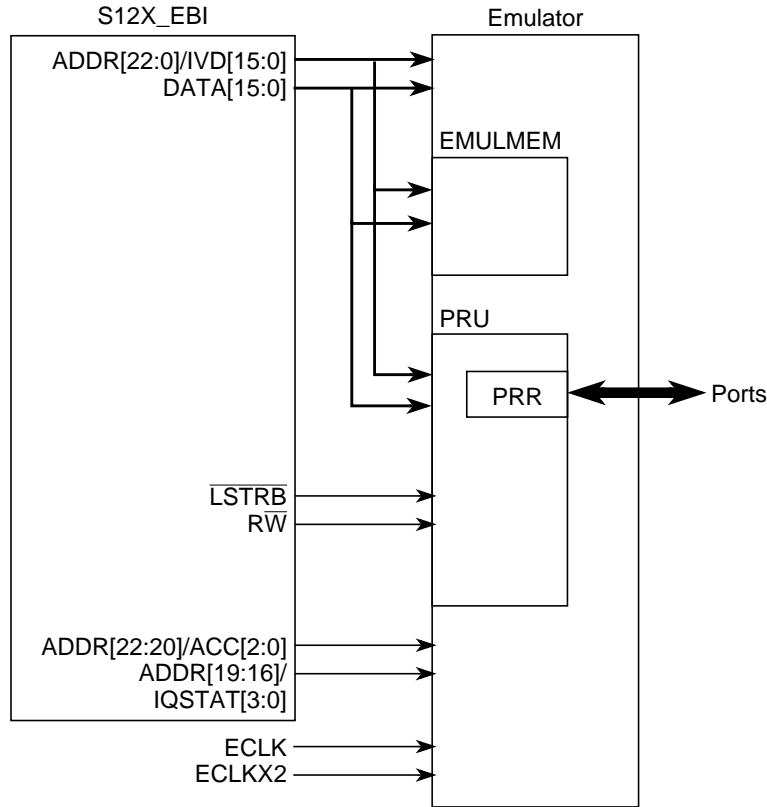 S12X_EBI
Emulator
ADDR[22:0]/IVD[15:0]
DATA[15:0]
EMULMEM
PRU
PRR
Ports
LSTRB
RW
ADDR[22:20]/ACC[2:0]
ADDR[19:16]/
IQSTAT[3:0]
ECLK
ECLKX2